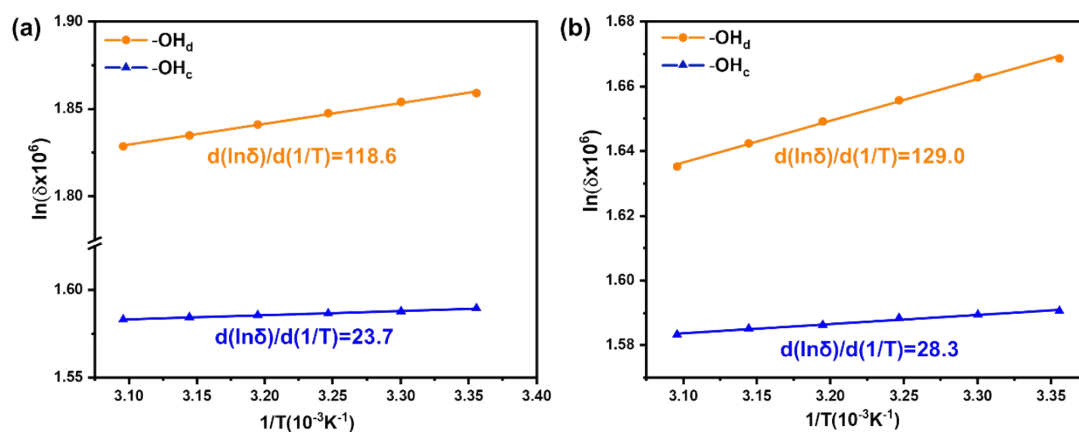 (a)
-OHd
-OHc
ln(δx10⁶)
1.90
1.85
1.80
1.60
1.55
d(lnδ)/d(1/T)=118.6
d(lnδ)/d(1/T)=23.7
3.10 3.15 3.20 3.25 3.30 3.35 3.40
1/T(10⁻³K⁻¹)
(b)
-OHd
-OHc
ln(δx10⁶)
1.68
1.66
1.64
1.62
1.60
1.58
d(lnδ)/d(1/T)=129.0
d(lnδ)/d(1/T)=28.3
3.10 3.15 3.20 3.25 3.30 3.35
1/T(10⁻³K⁻¹)